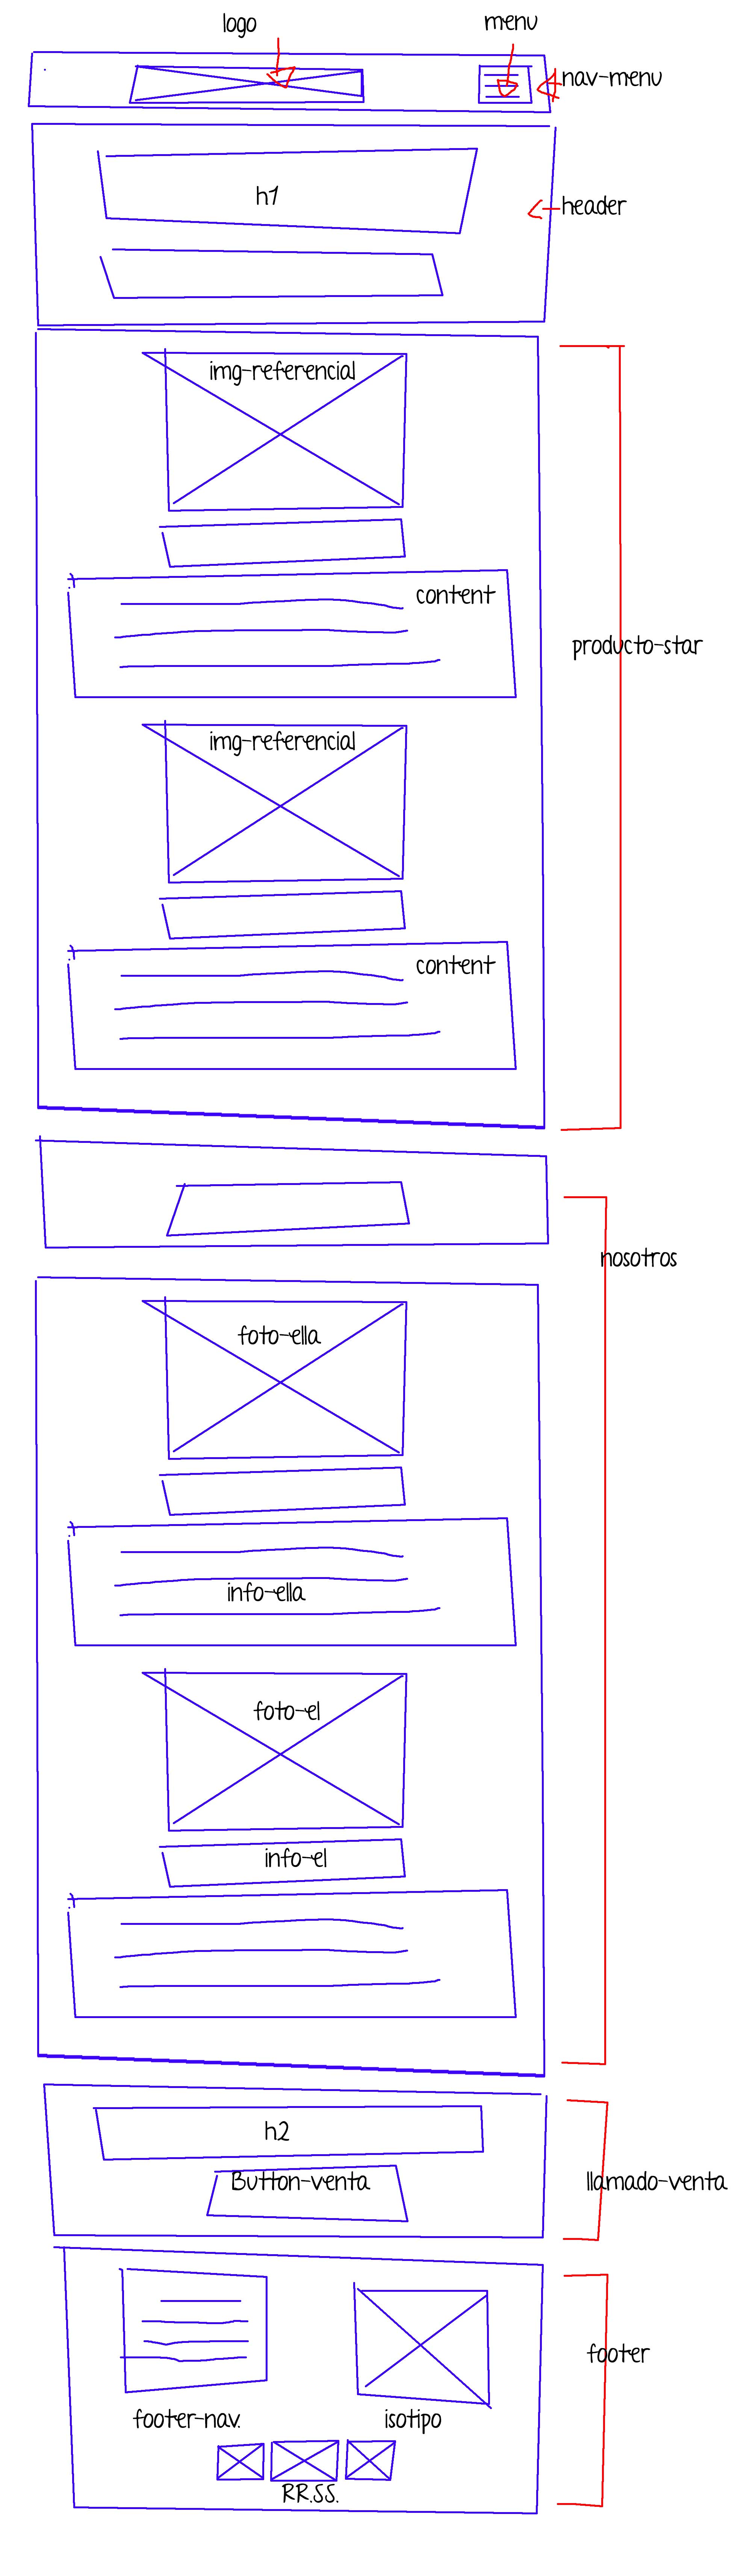 logo
menu
nav-menu
h1
header
img-referencial
content
producto-star
img-referencial
content
nosotros
foto-ella
info-ella
foto-el
info-el
h2
Button-venta
llamado-venta
footer
footer-nav.
isotipo
RR.SS.